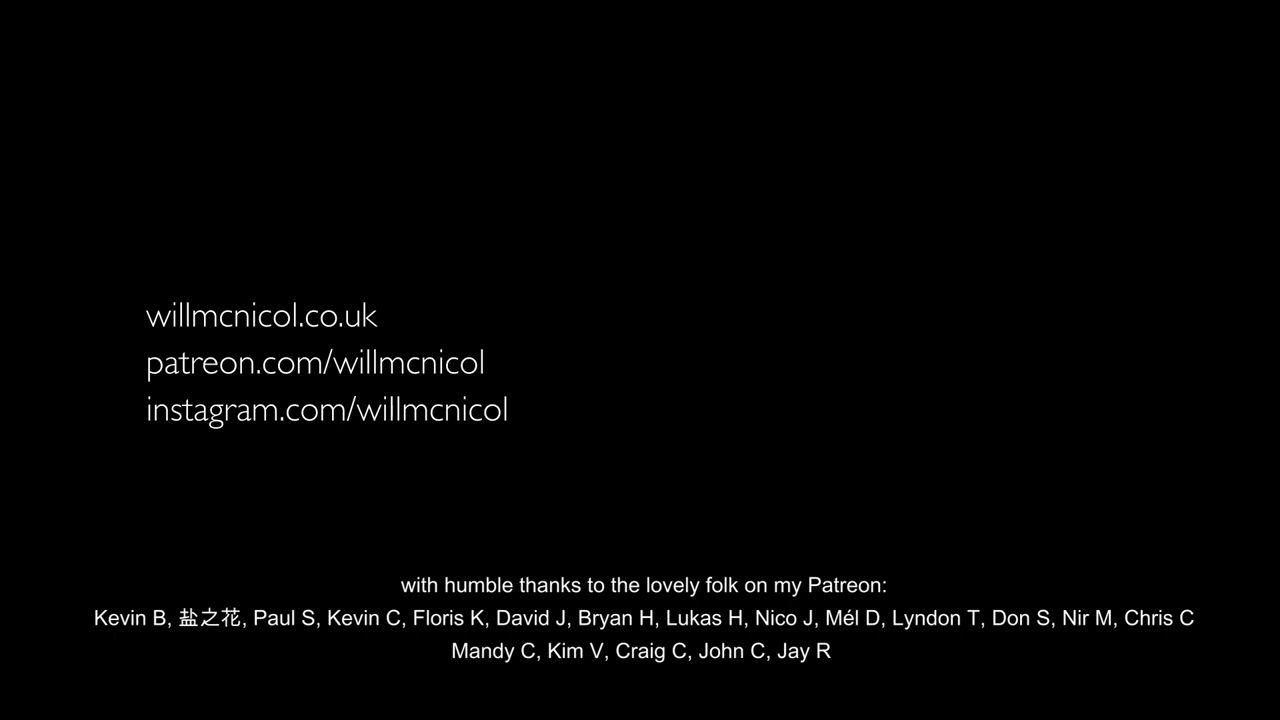 willmcnicol.co.uk
patreon.com/willmcnicol
instagram.com/willmcnicol
with humble thanks to the lovely folk on my Patreon:
Kevin B, 盐之花, Paul S, Kevin C, Floris K, David J, Bryan H, Lukas H, Nico J, Mél D, Lyndon T, Don S, Nir M, Chris C
Mandy C, Kim V, Craig C, John C, Jay R